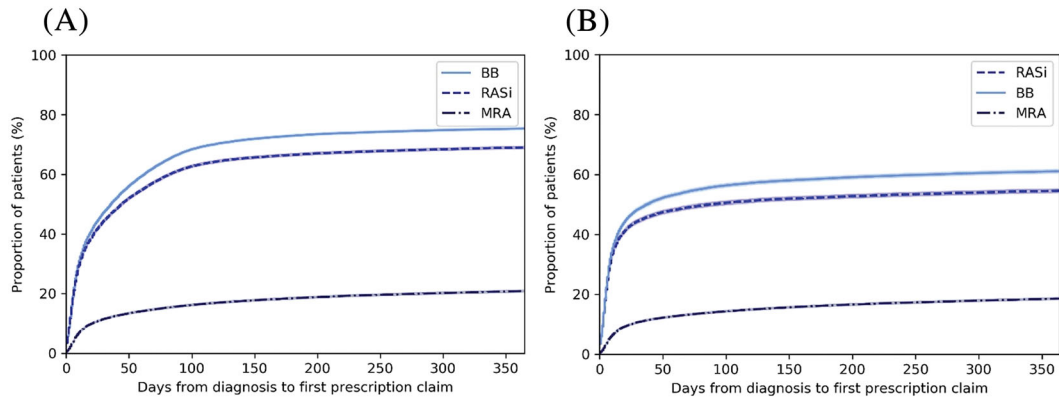 (A)
100
80
60
40
20
0
Proportion of patients (%)
BB
RASi
MRA
0 50 100 150 200 250 300 350
Days from diagnosis to first prescription claim
(B)
100
80
60
40
20
0
Proportion of patients (%)
RASi
BB
MRA
0 50 100 150 200 250 300 350
Days from diagnosis to first prescription claim